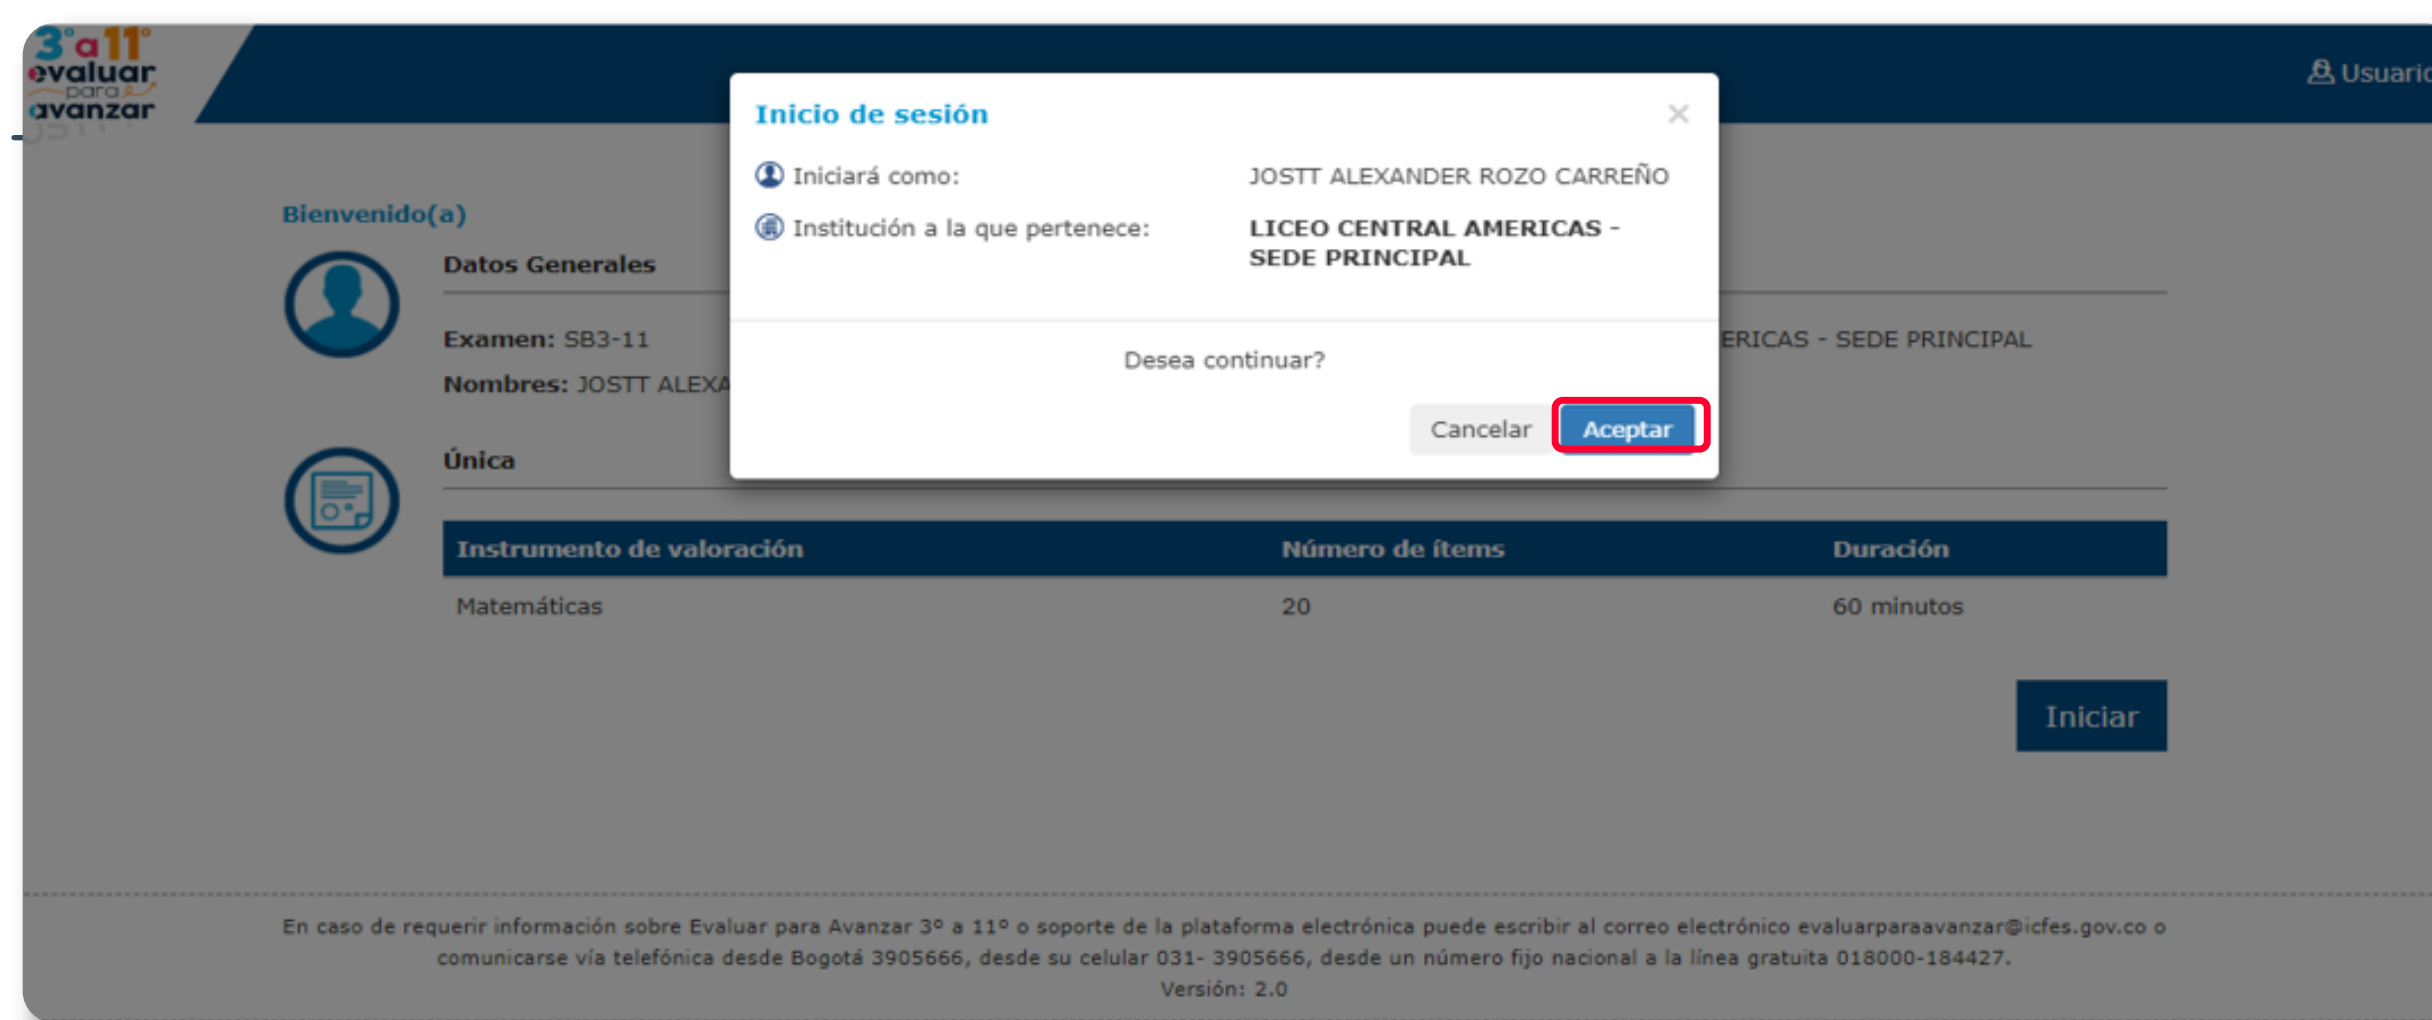 3°a11°
evaluar
para
avanzar
Usuario
Inicio de sesión
Iniciará como: JOSTT ALEXANDER ROZO CARREÑO
Institución a la que pertenece: LICEO CENTRAL AMERICAS -
SEDE PRINCIPAL
Desea continuar?
Cancelar Aceptar
Bienvenido(a)
Datos Generales
Examen: SB3-11 ERICAS - SEDE PRINCIPAL
Nombres: JOSTT ALEXA
Única
Instrumento de valoración Número de ítems Duración
Matemáticas 20 60 minutos
Iniciar
En caso de requerir información sobre Evaluar para Avanzar 3º a 11º o soporte de la plataforma electrónica puede escribir al correo electrónico evaluarparaavanzar@icfes.gov.co o
comunicarse vía telefónica desde Bogotá 3905666, desde su celular 031- 3905666, desde un número fijo nacional a la línea gratuita 018000-184427.
Versión: 2.0